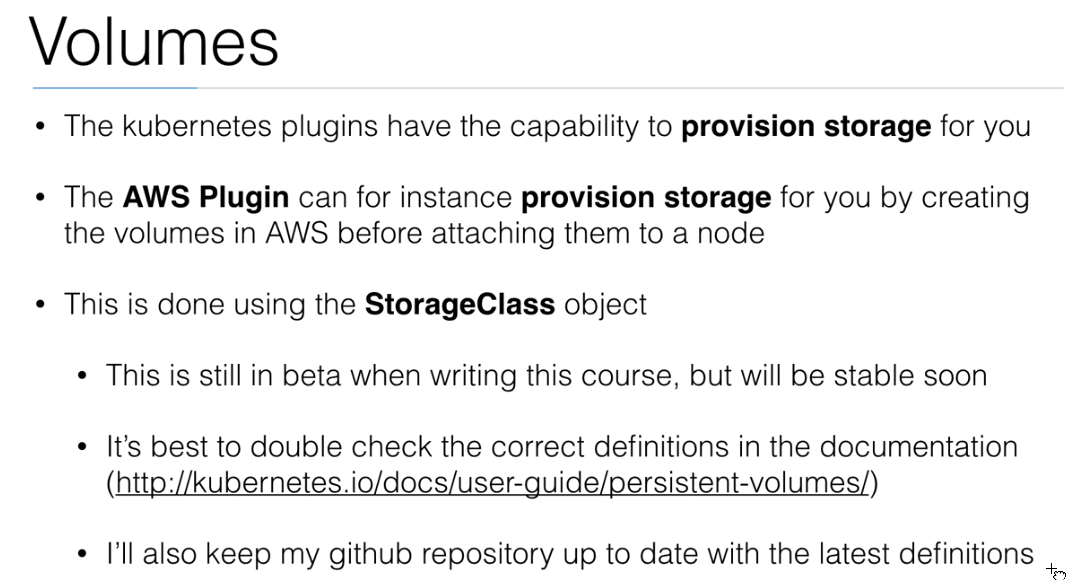 Volumes
• The kubernetes plugins have the capability to provision storage for you
• The AWS Plugin can for instance provision storage for you by creating
the volumes in AWS before attaching them to a node
• This is done using the StorageClass object
• This is still in beta when writing this course, but will be stable soon
• It’s best to double check the correct definitions in the documentation
(http://kubernetes.io/docs/user-guide/persistent-volumes/)
• I’ll also keep my github repository up to date with the latest definitions